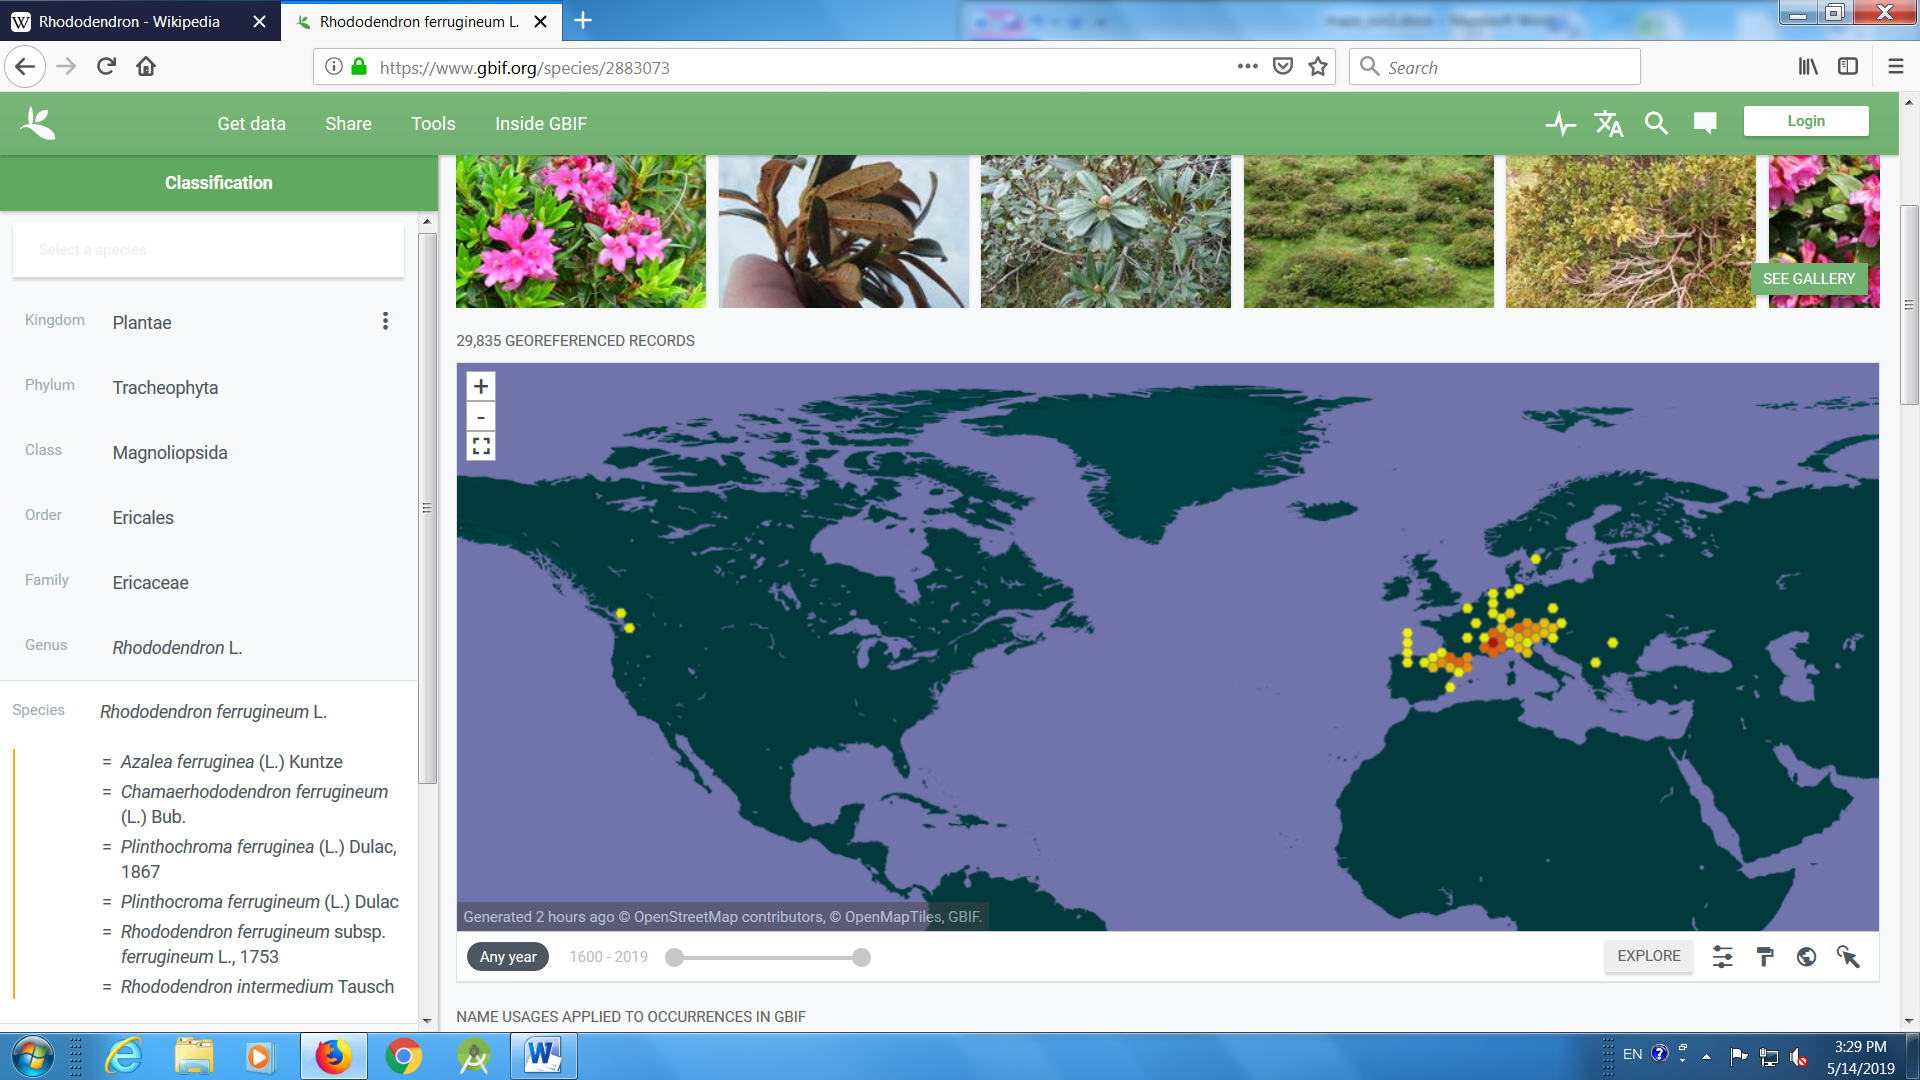 Rhododendron - Wikipedia
Rhododendron ferrugineum L.
https://www.gbif.org/species/2883073
Search
Get data
Share
Tools
Inside GBIF
Login
Classification
Select a species
Kingdom Plantae
Phylum Tracheophyta
Class Magnoliopsida
Order Ericales
Family Ericaceae
Genus Rhododendron L.
Species Rhododendron ferrugineum L.
= Azalea ferruginea (L.) Kuntze
= Chamaerhododendron ferrugineum
(L.) Bub.
= Plinthochroma ferruginea (L.) Dulac,
1867
= Plinthocroma ferrugineum (L.) Dulac
= Rhododendron ferrugineum subsp.
ferrugineum L., 1753
= Rhododendron intermedium Tausch
SEE GALLERY
29,835 GEOREFERENCED RECORDS
+
-
Generated 2 hours ago © OpenStreetMap contributors, © OpenMapTiles, GBIF.
Any year
1600 - 2019
EXPLORE
NAME USAGES APPLIED TO OCCURRENCES IN GBIF
EN
3:29 PM
5/14/2019